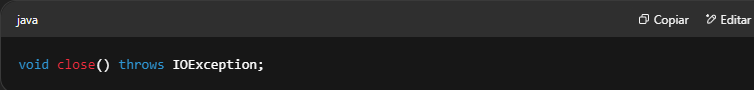 java
Copiar
Editar
void close() throws IOException;